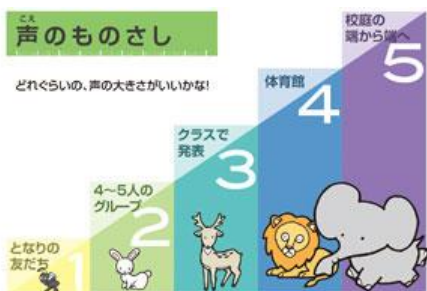 こえ
声のものさし
どれぐらいの、声の大きさがいいかな!
となりの
友だち
1
4〜5人の
グループ
2
クラスで
発表
3
体育館
4
校庭の
端から端へ
5